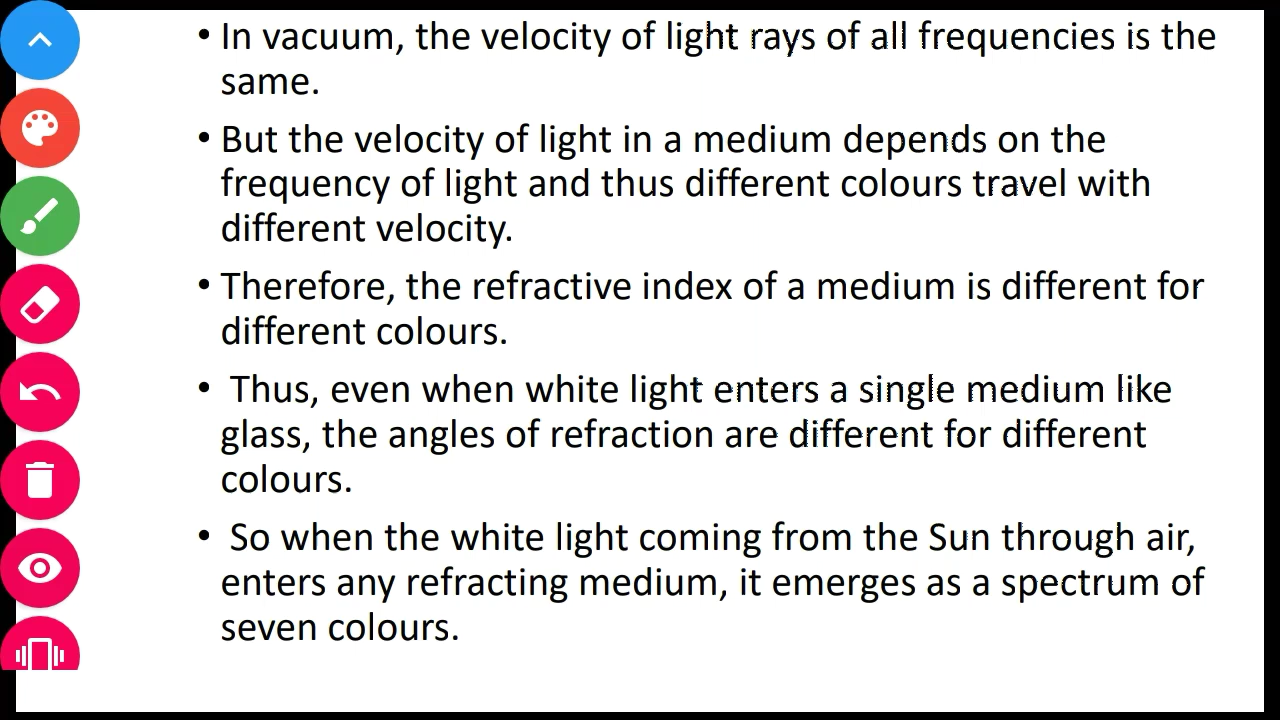 • In vacuum, the velocity of light rays of all frequencies is the
same.
• But the velocity of light in a medium depends on the
frequency of light and thus different colours travel with
different velocity.
• Therefore, the refractive index of a medium is different for
different colours.
• Thus, even when white light enters a single medium like
glass, the angles of refraction are different for different
colours.
• So when the white light coming from the Sun through air,
enters any refracting medium, it emerges as a spectrum of
seven colours.